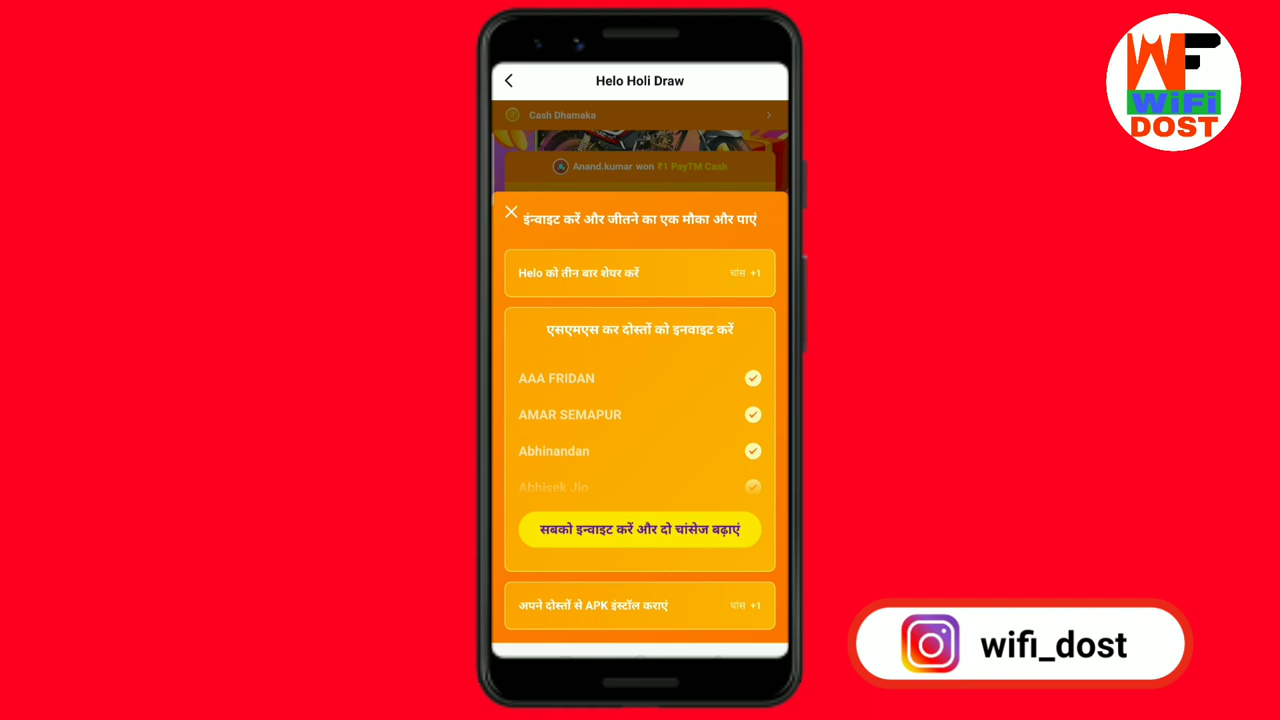 Helo Holi Draw
Cash Dhamaka
Anand.kumar won ₹1 PayTM Cash
इंन्वाइट करें और जीतने का एक मौका और पाएं
Helo को तीन बार शेयर करें चांस +1
एसएमएस कर दोस्तों को इनवाइट करें
AAA FRIDAN
AMAR SEMAPUR
Abhinandan
Abhisek Jio
सबको इन्वाइट करें और दो चांसेज बढ़ाएं
अपने दोस्तों से APK इंस्टॉल कराएं चांस +1
WF
WiFi
DOST
wifi_dost